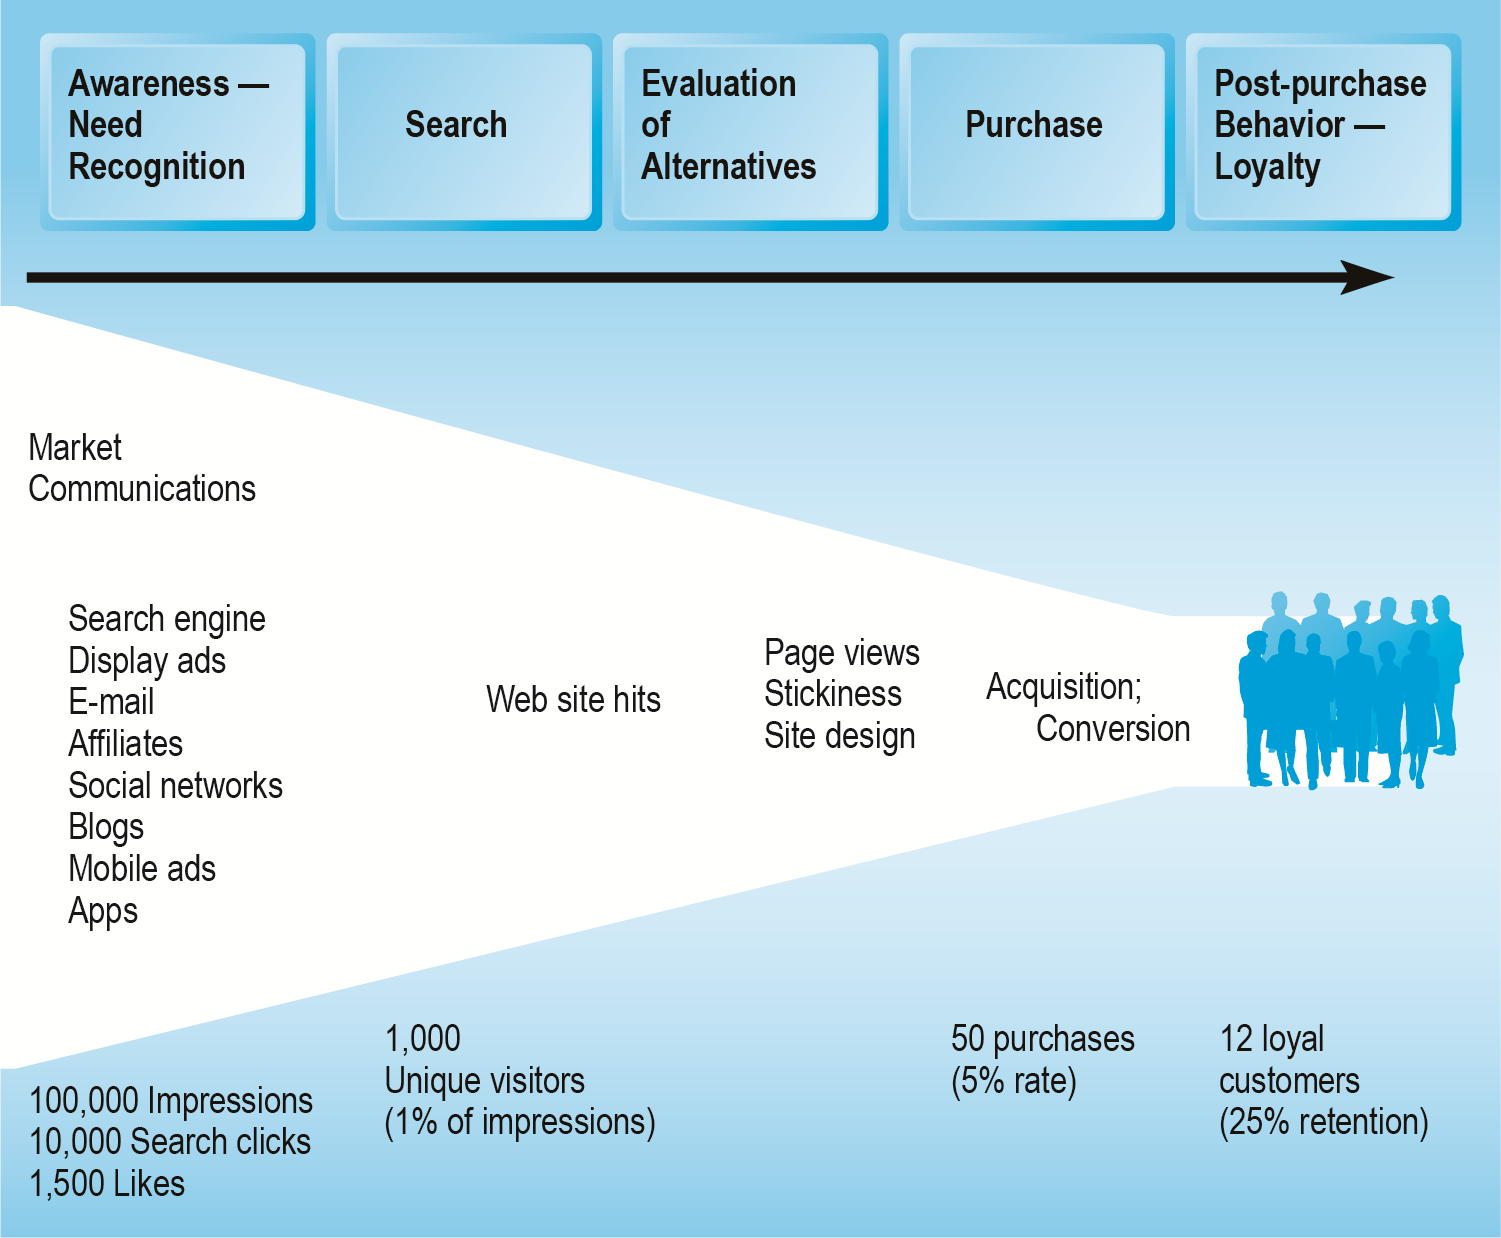 Awareness —
Need
Recognition
Search
Evaluation
of
Alternatives
Purchase
Post-purchase
Behavior —
Loyalty
Market
Communications
Search engine
Display ads
E-mail
Affiliates
Social networks
Blogs
Mobile ads
Apps
Web site hits
Page views
Stickiness
Site design
Acquisition;
Conversion
100,000 Impressions
10,000 Search clicks
1,500 Likes
1,000
Unique visitors
(1% of impressions)
50 purchases
(5% rate)
12 loyal
customers
(25% retention)